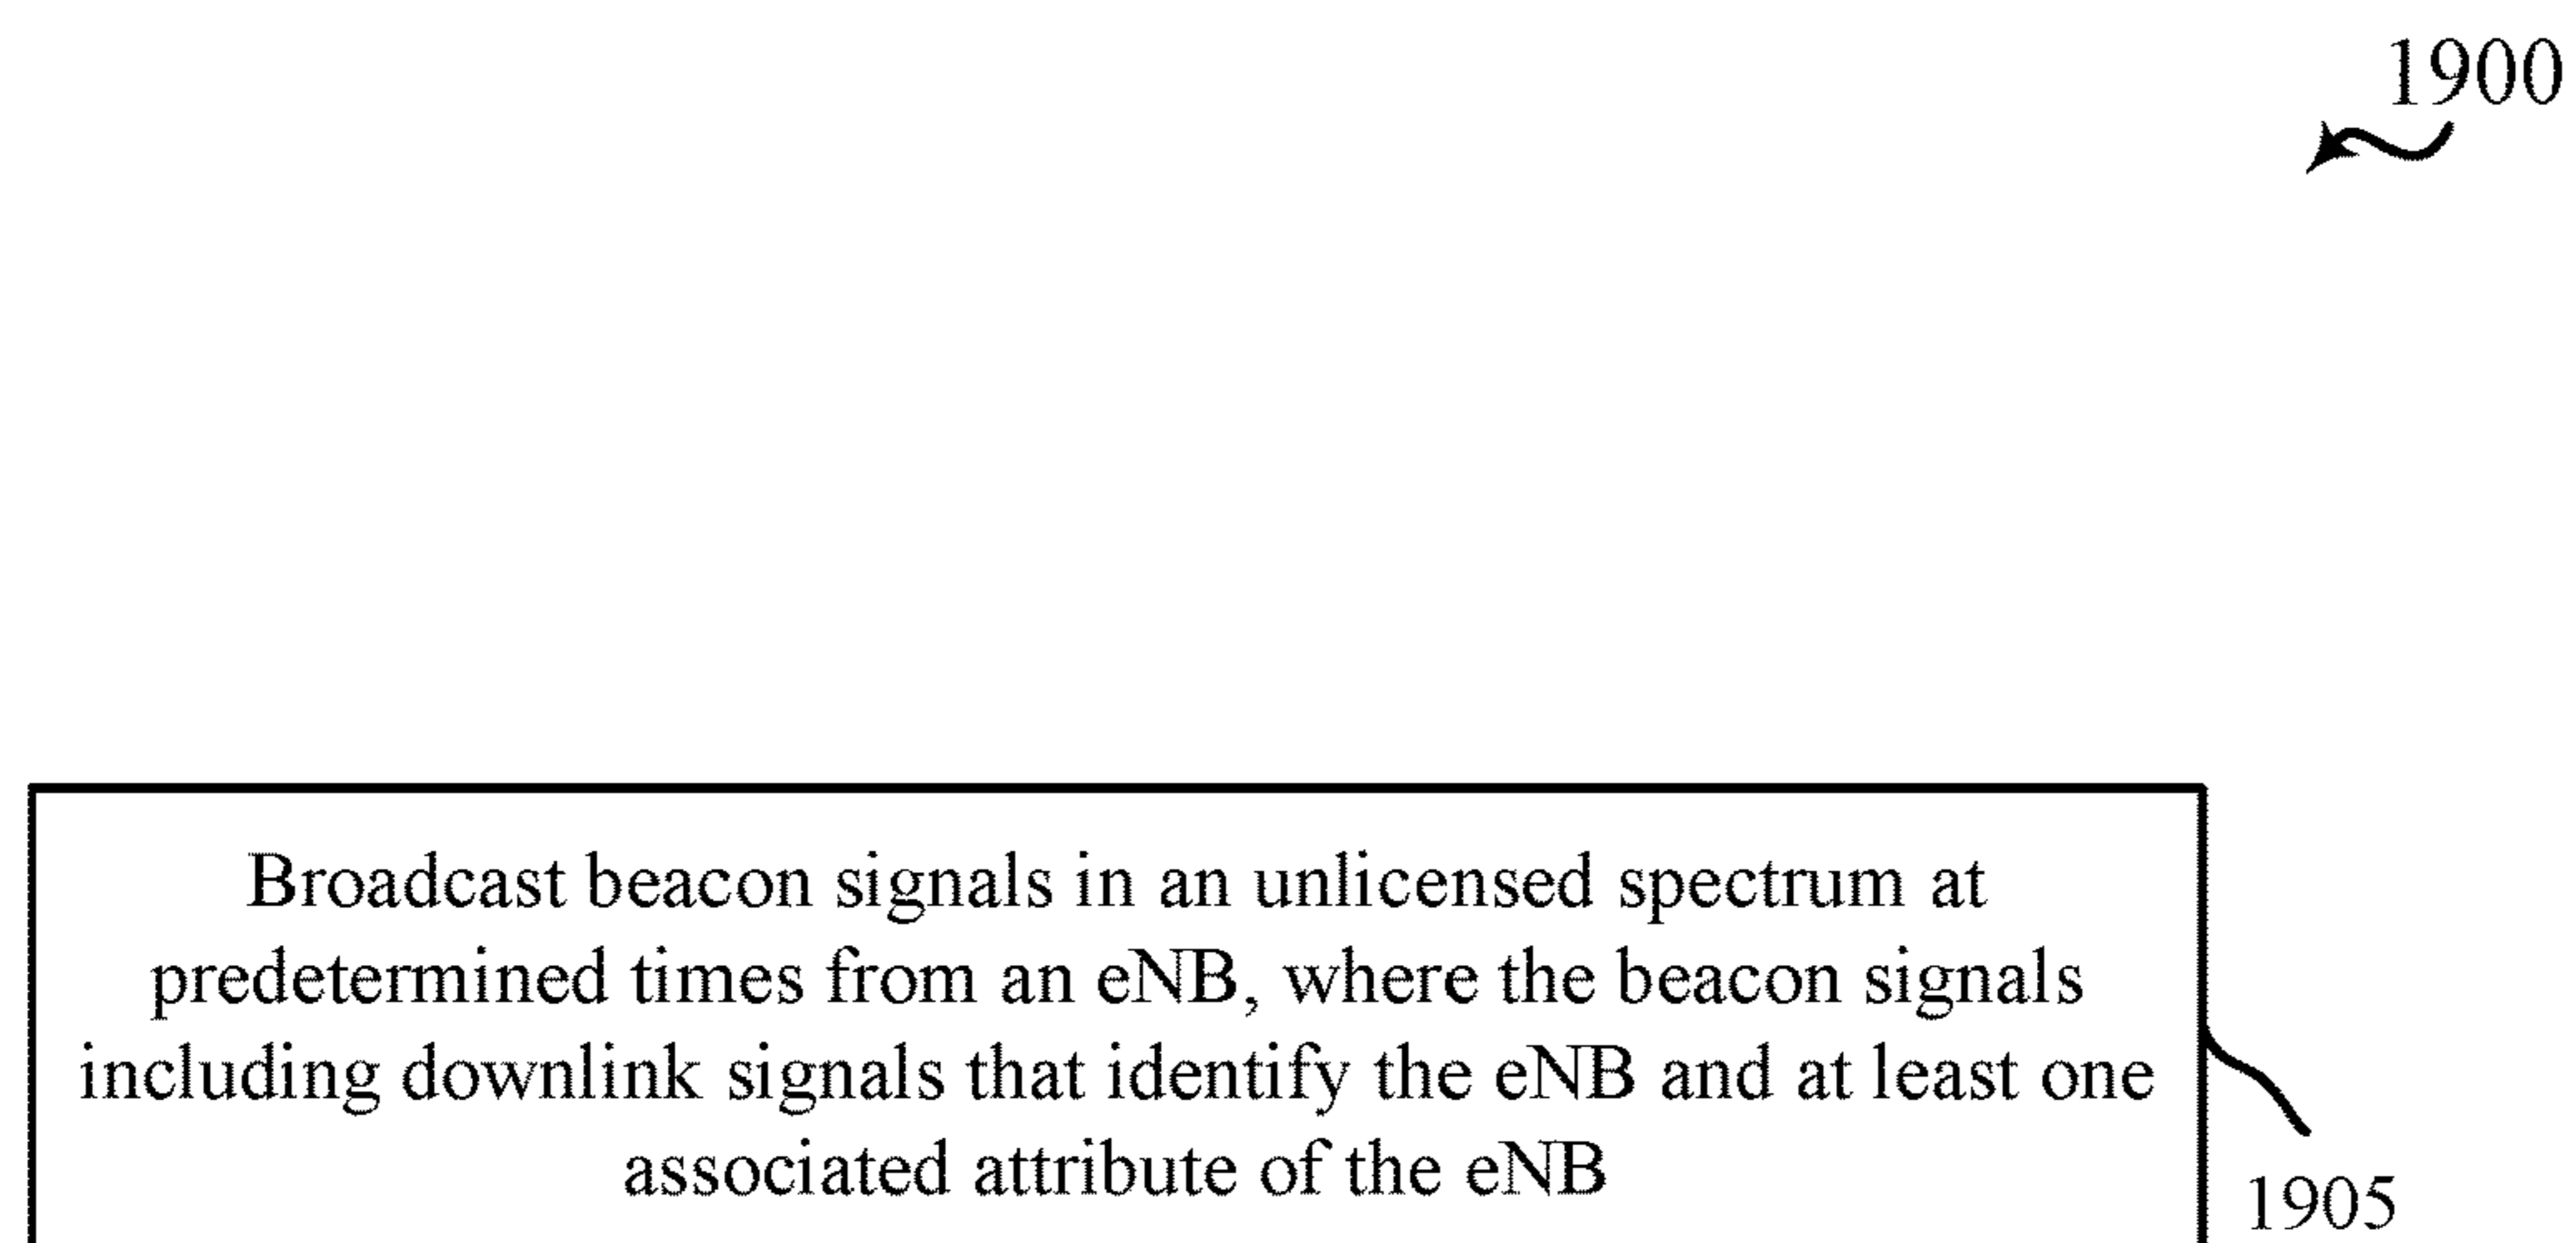 1900
Broadcast beacon signals in an unlicensed spectrum at
predetermined times from an eNB, where the beacon signals
including downlink signals that identify the eNB and at least one
associated attribute of the eNB
1905